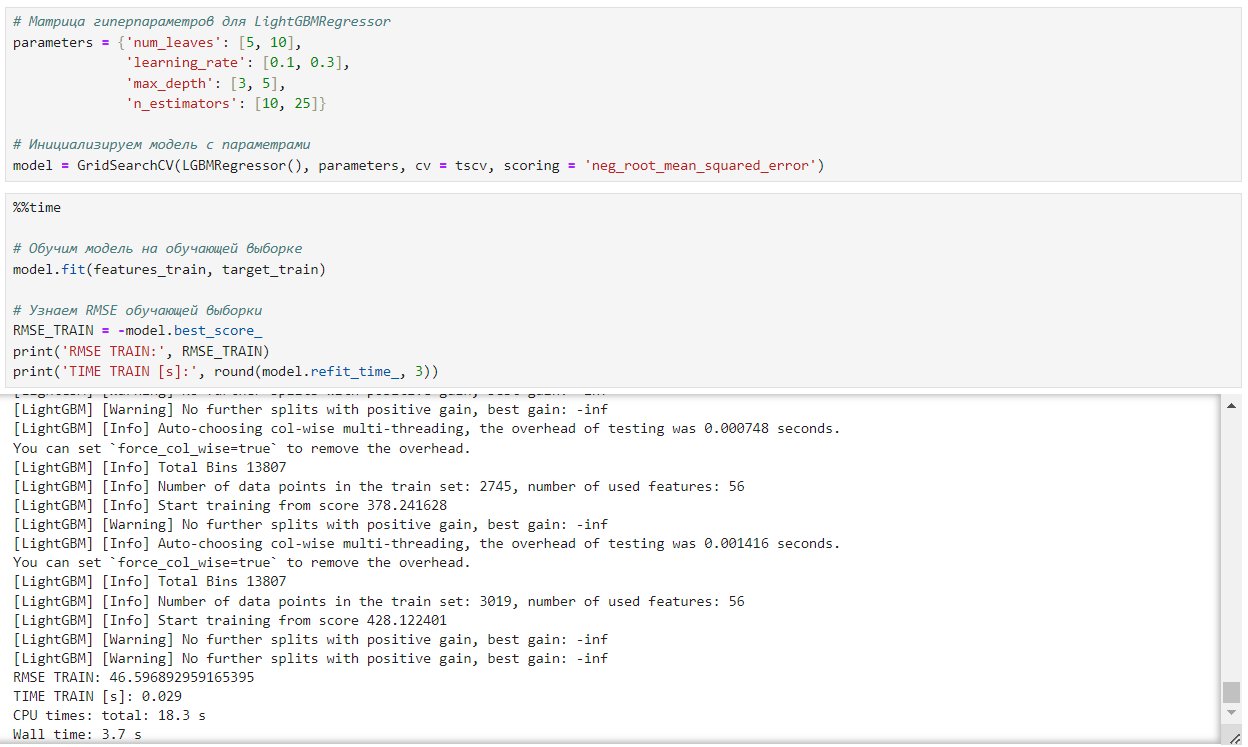 # Матрица гиперпараметров для LightGBMRegressor
parameters = {'num_leaves': [5, 10],
'learning_rate': [0.1, 0.3],
'max_depth': [3, 5],
'n_estimators': [10, 25]}
# Инициализируем модель с параметрами
model = GridSearchCV(LGBMRegressor(), parameters, cv = tscv, scoring = 'neg_root_mean_squared_error')
%%time
# Обучим модель на обучающей выборке
model.fit(features_train, target_train)
# Узнаем RMSE обучающей выборки
RMSE_TRAIN = -model.best_score_
print('RMSE TRAIN:', RMSE_TRAIN)
print('TIME TRAIN [s]:', round(model.refit_time_, 3))
[LightGBM] [Warning] No further splits with positive gain, best gain: -inf
[LightGBM] [Warning] No further splits with positive gain, best gain: -inf
[LightGBM] [Info] Auto-choosing col-wise multi-threading, the overhead of testing was 0.000748 seconds.
You can set `force_col_wise=true` to remove the overhead.
[LightGBM] [Info] Total Bins 13807
[LightGBM] [Info] Number of data points in the train set: 2745, number of used features: 56
[LightGBM] [Info] Start training from score 378.241628
[LightGBM] [Warning] No further splits with positive gain, best gain: -inf
[LightGBM] [Info] Auto-choosing col-wise multi-threading, the overhead of testing was 0.001416 seconds.
You can set `force_col_wise=true` to remove the overhead.
[LightGBM] [Info] Total Bins 13807
[LightGBM] [Info] Number of data points in the train set: 3019, number of used features: 56
[LightGBM] [Info] Start training from score 428.122401
[LightGBM] [Warning] No further splits with positive gain, best gain: -inf
[LightGBM] [Warning] No further splits with positive gain, best gain: -inf
RMSE TRAIN: 46.596892959165395
TIME TRAIN [s]: 0.029
CPU times: total: 18.3 s
Wall time: 3.7 s